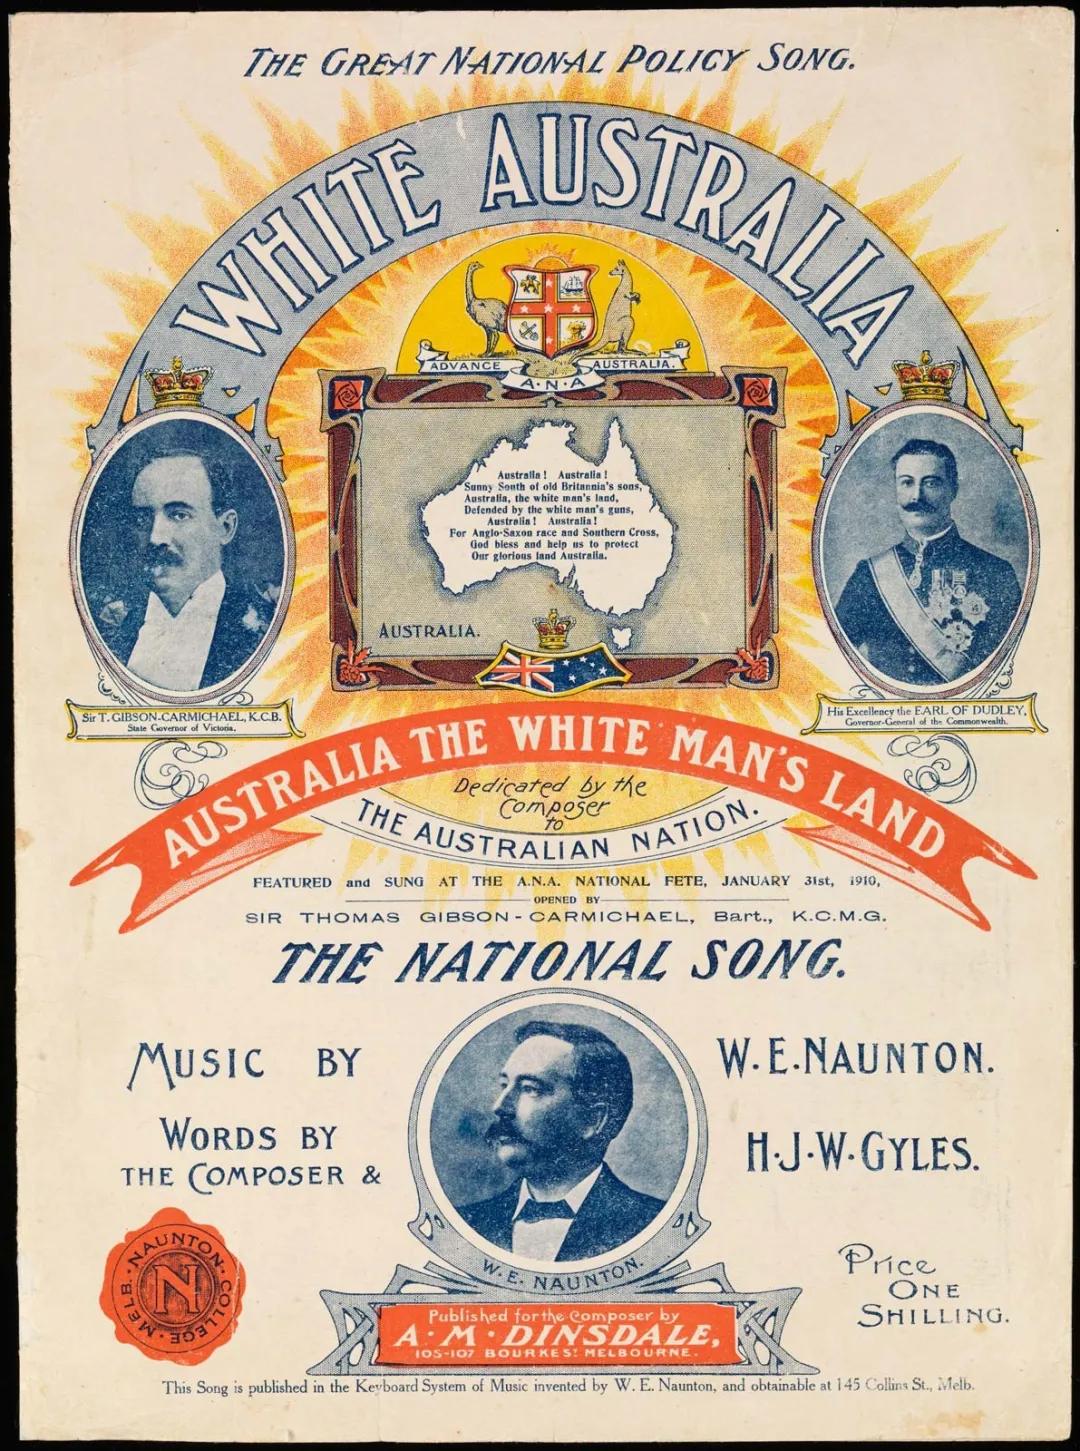 THE GREAT NATIONAL POLICY SONG.
WHITE AUSTRALIA
ADVANCE AUSTRALIA.
A·N·A
Australia! Australia!
Sunny South of old Britannia's sons,
Australia, the white man's land,
Defended by the white man's guns,
Australia! Australia!
For Anglo-Saxon race and Southern Cross,
God bless and help us to protect
Our glorious land Australia.
AUSTRALIA.
Sir T. GIBSON-CARMICHAEL, K.C.B.
State Governor of Victoria.
His Excellency the EARL OF DUDLEY,
Governor-General of the Commonwealth.
AUSTRALIA THE WHITE MAN'S LAND
Dedicated by the
Composer
to
THE AUSTRALIAN NATION.
FEATURED and SUNG AT THE A.N.A. NATIONAL FETE, JANUARY 31st, 1910,
OPENED BY
SIR THOMAS GIBSON-CARMICHAEL, Bart., K.C.M.G.
THE NATIONAL SONG.
MUSIC BY W.E. NAUNTON.
WORDS BY
THE COMPOSER & H·J·W·GYLES.
W.E. NAUNTON.
NAUNTON COLLEGE MELB.
N
Price
ONE
SHILLING.
Published for the Composer by
A·M·DINSDALE,
105-107 BOURKE ST MELBOURNE.
This Song is published in the Keyboard System of Music invented by W. E. Naunton, and obtainable at 145 Collins St., Melb.